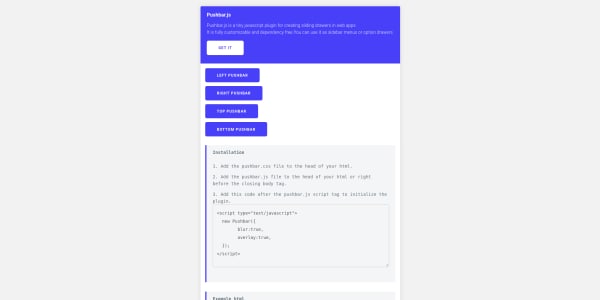 Pushbar.js
Pushbar.js is a tiny javascript plugin for creating sliding drawers in web apps
It is fully customizable and dependency free.You can use it as sidebar menus or option drawers
GET IT
LEFT PUSHBAR
RIGHT PUSHBAR
TOP PUSHBAR
BOTTOM PUSHBAR
Installation
1. Add the pushbar.css file to the head of your html.
2. Add the pushbar.js file to the head of your html or right
before the closing body tag.
3. Add this code after the pushbar.js script tag to initialize the
plugin.
<script type="text/javascript">
new Pushbar({
blur:true,
overlay:true,
});
</script>
Example html